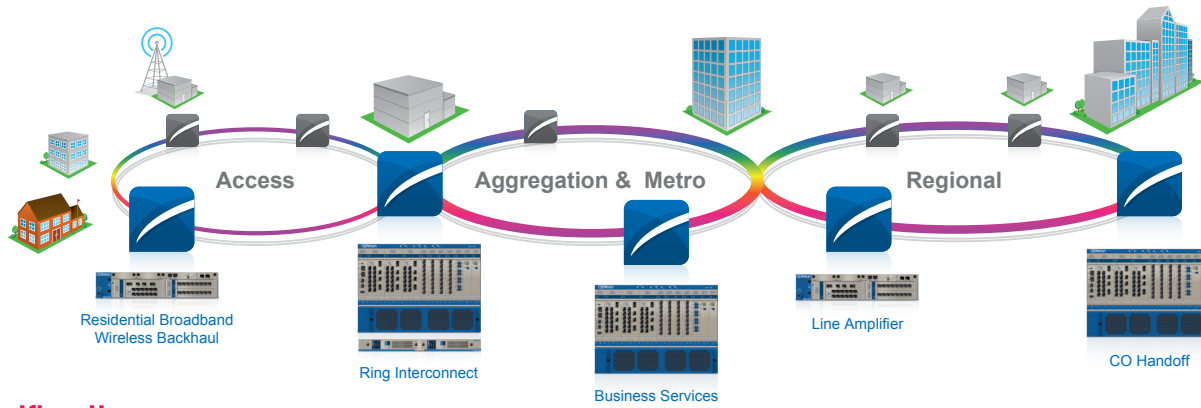 Access
Aggregation & Metro
Regional
Residential Broadband
Wireless Backhaul
Ring Interconnect
Business Services
Line Amplifier
CO Handoff